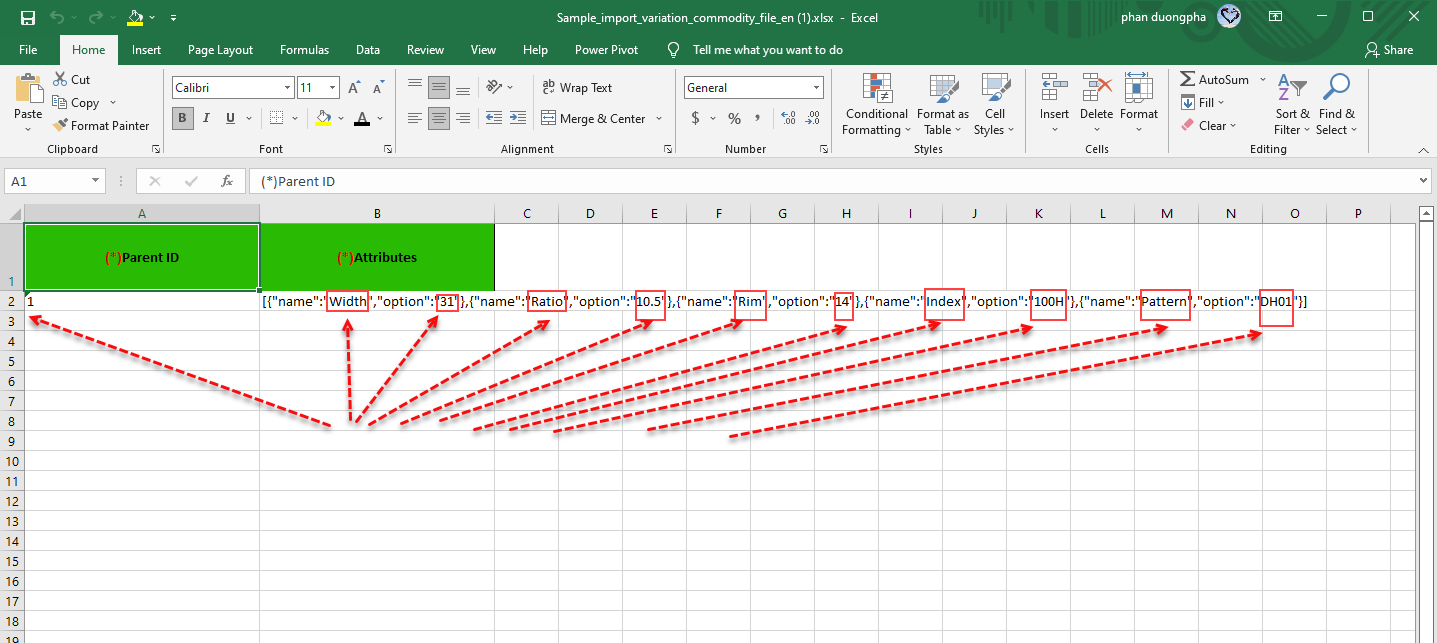 Sample_import_variation_commodity_file_en (1).xlsx - Excel
phan duongpha
File Home Insert Page Layout Formulas Data Review View Help Power Pivot Tell me what you want to do Share
Paste
Cut
Copy
Format Painter
Clipboard
Calibri 11 A A
B I U A
Font
ab Wrap Text
Merge & Center
Alignment
General
$ % , .00 .00
Number
Conditional Formatting
Format as Table
Cell Styles
Styles
Insert Delete Format
Cells
AutoSum
Fill
Clear
Sort & Filter
Find & Select
Editing
A1 fx (*)Parent ID
A B C D E F G H I J K L M N O P
1 (*)Parent ID (*)Attributes
2 1 [{"name":"Width","option":"31"},{"name":"Ratio","option":"10.5"},{"name":"Rim","option":"14"},{"name":"Index","option":"100H"},{"name":"Pattern","option":"DH01"}]
3
4
5
6
7
8
9
10
11
12
13
14
15
16
17
18
19